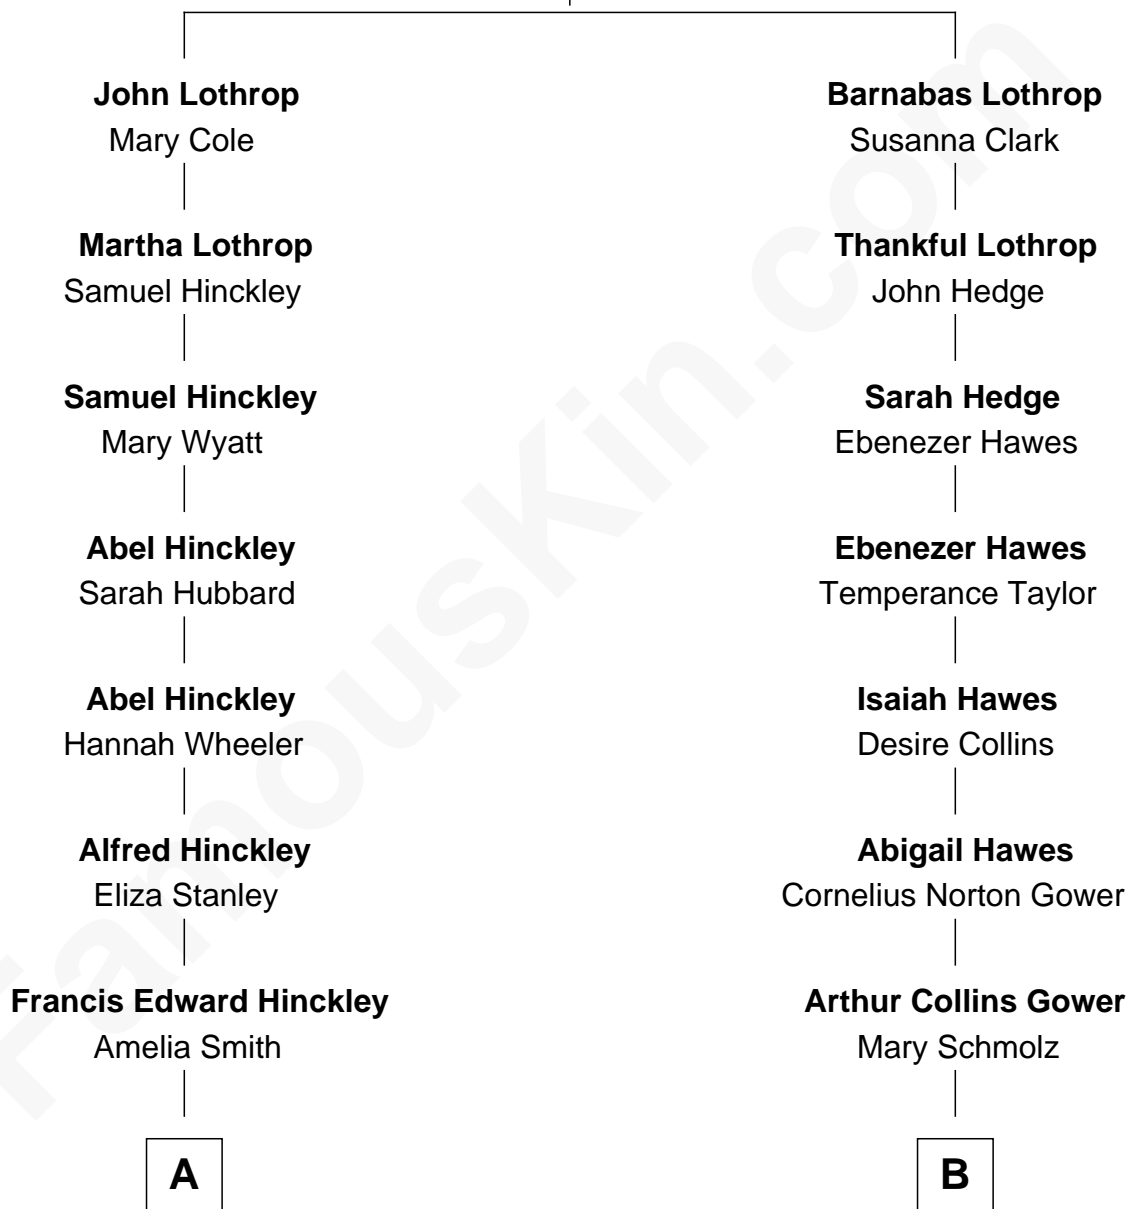 John Lothrop
Mary Cole
Martha Lothrop
Samuel Hinckley
Samuel Hinckley
Mary Wyatt
Abel Hinckley
Sarah Hubbard
Abel Hinckley
Hannah Wheeler
Alfred Hinckley
Eliza Stanley
Francis Edward Hinckley
Amelia Smith
A
Barnabas Lothrop
Susanna Clark
Thankful Lothrop
John Hedge
Sarah Hedge
Ebenezer Hawes
Ebenezer Hawes
Temperance Taylor
Isaiah Hawes
Desire Collins
Abigail Hawes
Cornelius Norton Gower
Arthur Collins Gower
Mary Schmolz
B
FamousKin.com